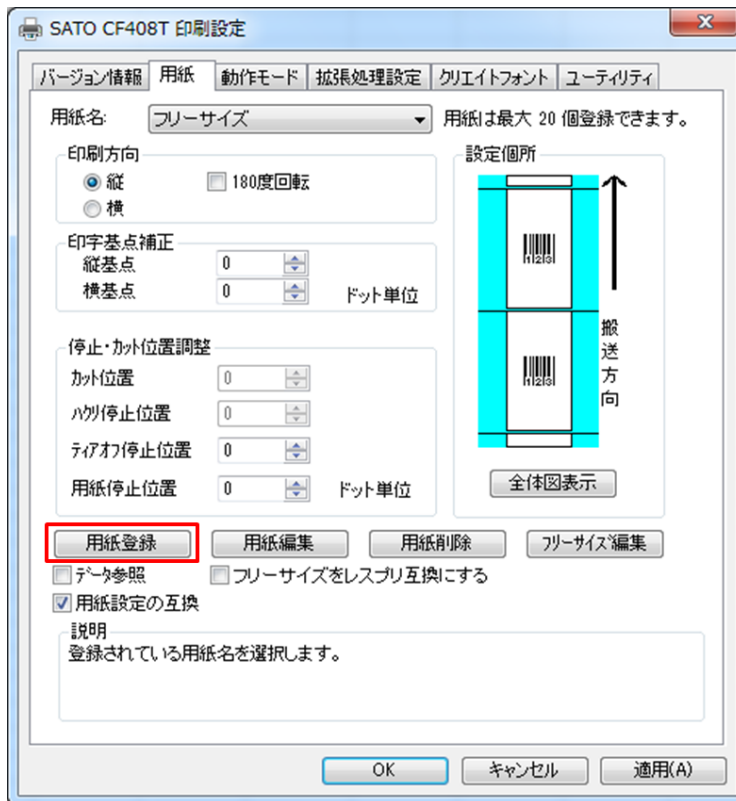 SATO CF408T 印刷設定
バージョン情報 用紙 動作モード 拡張処理設定 クリエイトフォント ユーティリティ
用紙名: フリーサイズ 用紙は最大 20 個登録できます。
印刷方向
縦 180度回転
横
印字基点補正
縦基点 0
横基点 0 ドット単位
停止・カット位置調整
カット位置 0
ハクリ停止位置 0
ティアオフ停止位置 0
用紙停止位置 0 ドット単位
設定個所
123
123
搬送方向
全体図表示
用紙登録 用紙編集 用紙削除 フリーサイズ編集
データ参照 フリーサイズをレスプリ互換にする
用紙設定の互換
説明
登録されている用紙名を選択します。
OK キャンセル 適用(A)